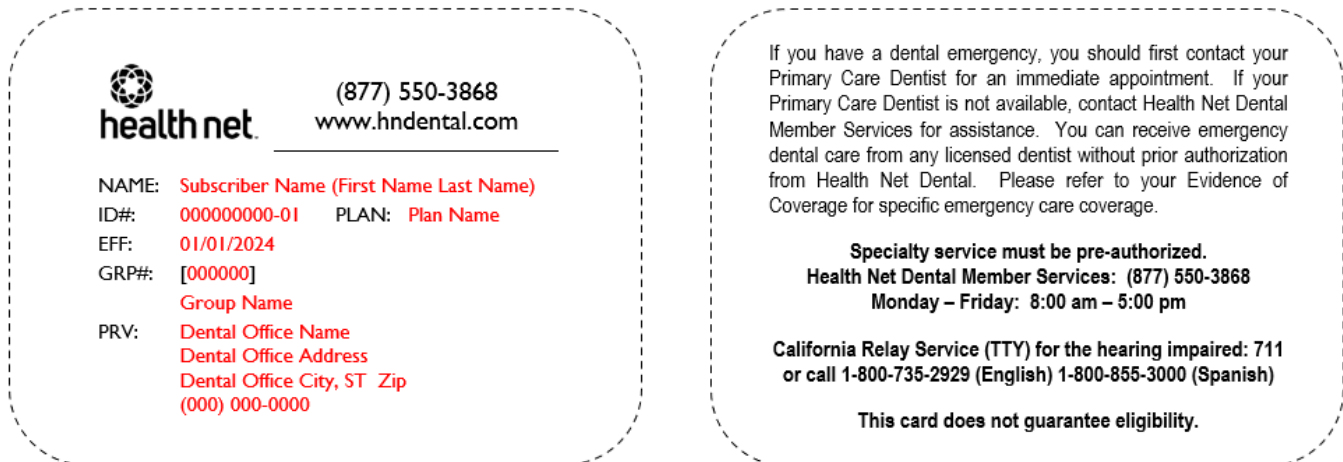 health net.
(877) 550-3868
www.hndental.com
NAME: Subscriber Name (First Name Last Name)
ID#: 000000000-01 PLAN: Plan Name
EFF: 01/01/2024
GRP#: [000000]
Group Name
PRV: Dental Office Name
Dental Office Address
Dental Office City, ST Zip
(000) 000-0000
If you have a dental emergency, you should first contact your
Primary Care Dentist for an immediate appointment. If your
Primary Care Dentist is not available, contact Health Net Dental
Member Services for assistance. You can receive emergency
dental care from any licensed dentist without prior authorization
from Health Net Dental. Please refer to your Evidence of
Coverage for specific emergency care coverage.
Specialty service must be pre-authorized.
Health Net Dental Member Services: (877) 550-3868
Monday – Friday: 8:00 am – 5:00 pm
California Relay Service (TTY) for the hearing impaired: 711
or call 1-800-735-2929 (English) 1-800-855-3000 (Spanish)
This card does not guarantee eligibility.